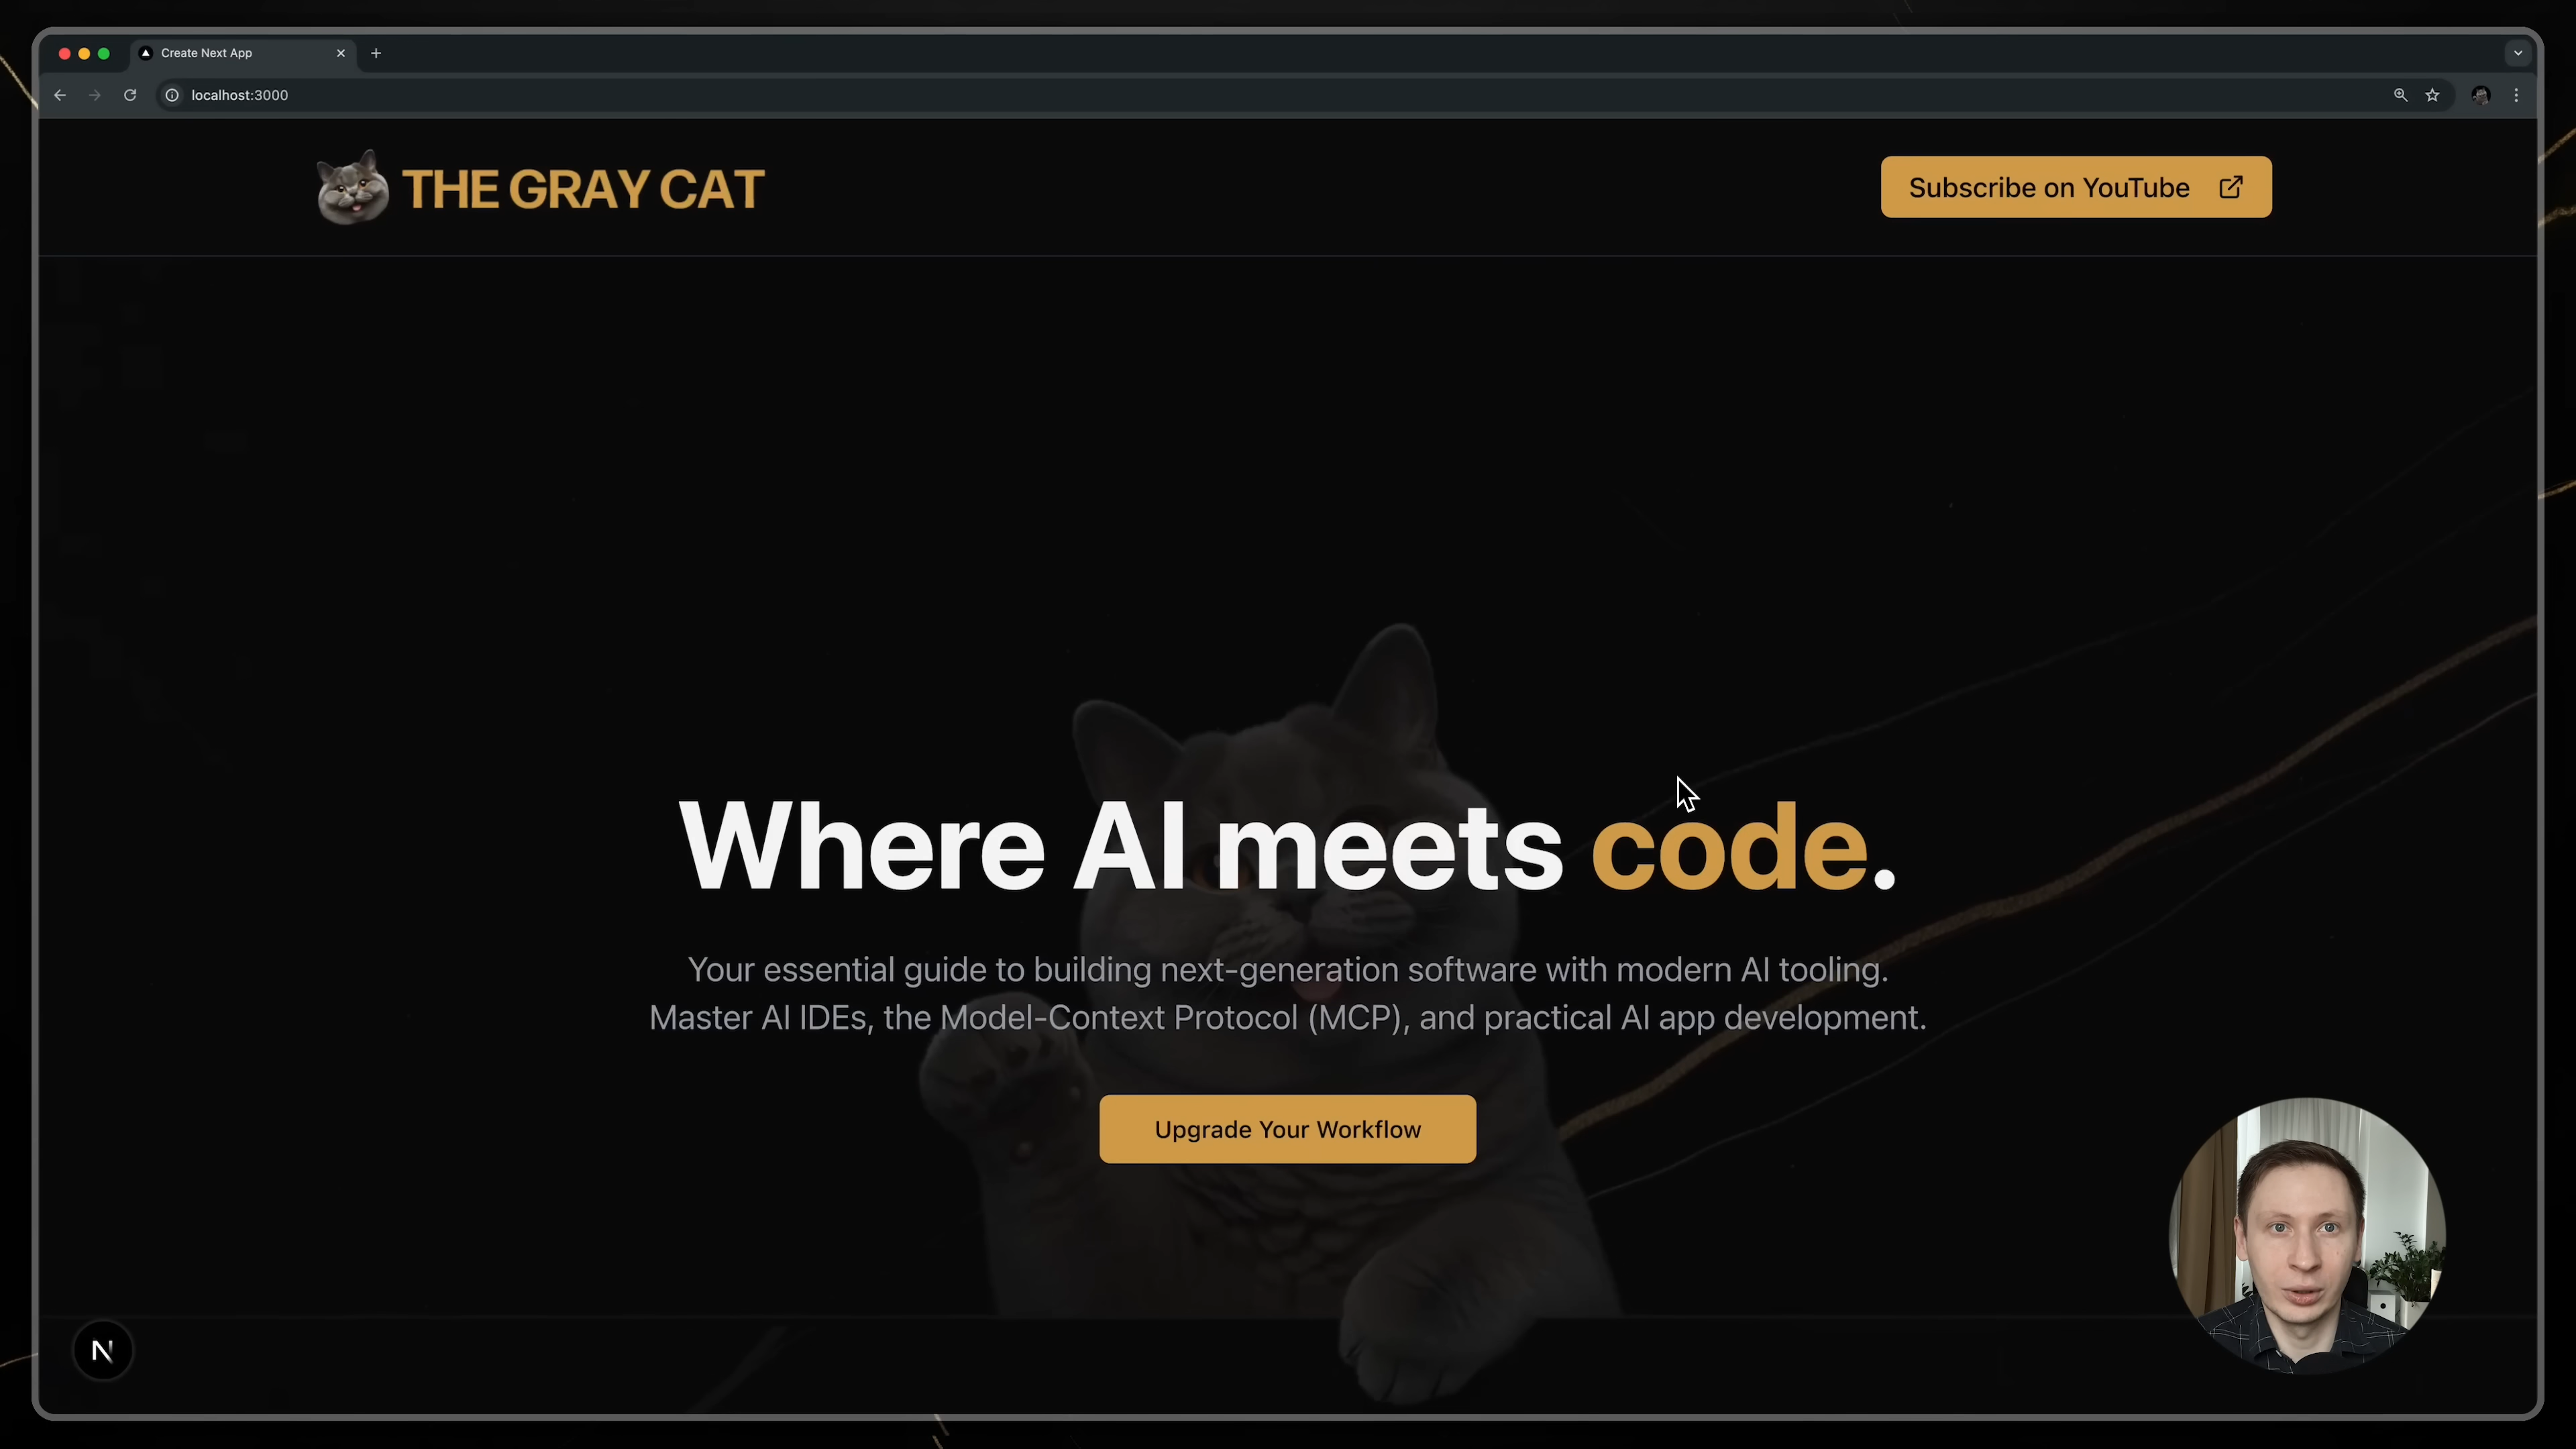 Create Next App
localhost:3000
THE GRAY CAT
Subscribe on YouTube
Where AI meets code.
Your essential guide to building next-generation software with modern AI tooling.
Master AI IDEs, the Model-Context Protocol (MCP), and practical AI app development.
Upgrade Your Workflow
N